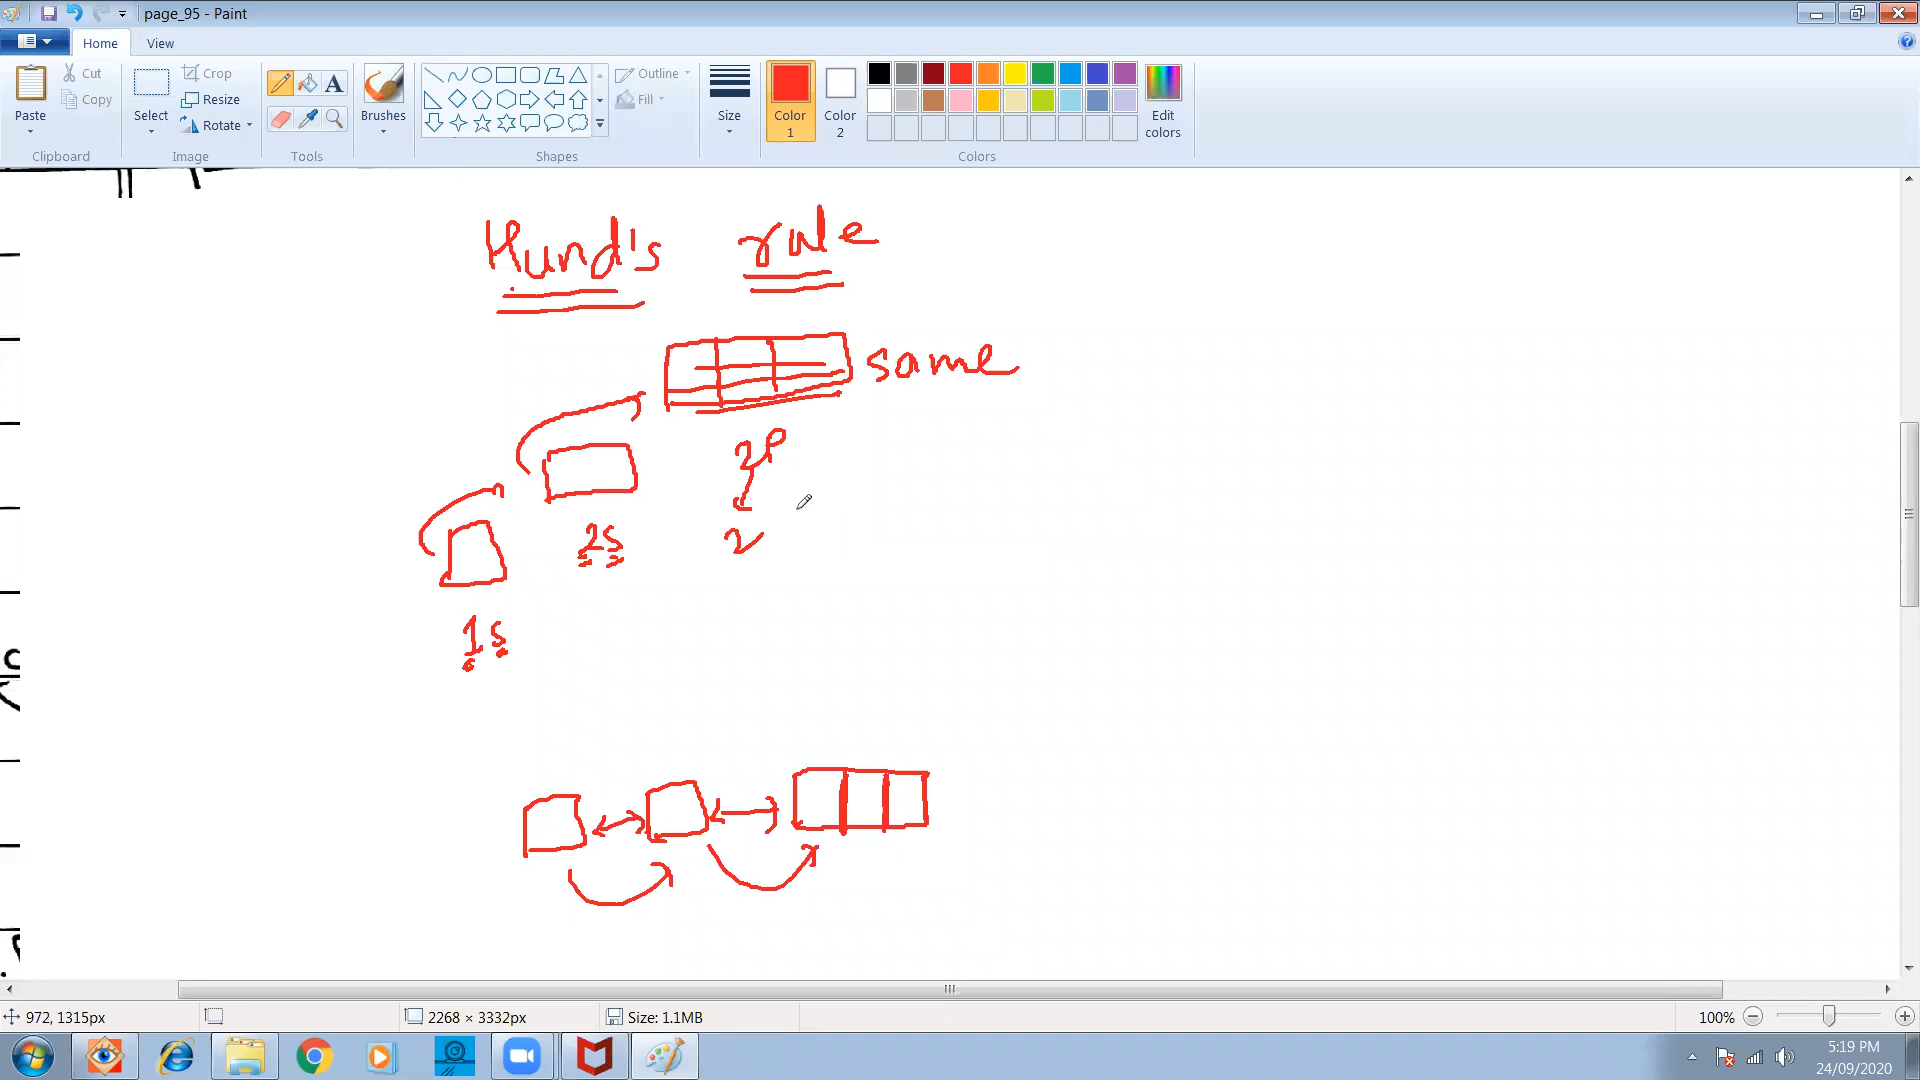 page_95 - Paint
Home View
Paste Cut Copy Clipboard
Select Crop Resize Rotate Image
Tools
Brushes
Shapes
Outline Fill
Size
Color 1
Color 2
Edit colors
Colors
Hund's rule
same
2P
2s
2
1s
972, 1315px
2268 × 3332px
Size: 1.1MB
100%
5:19 PM
24/09/2020